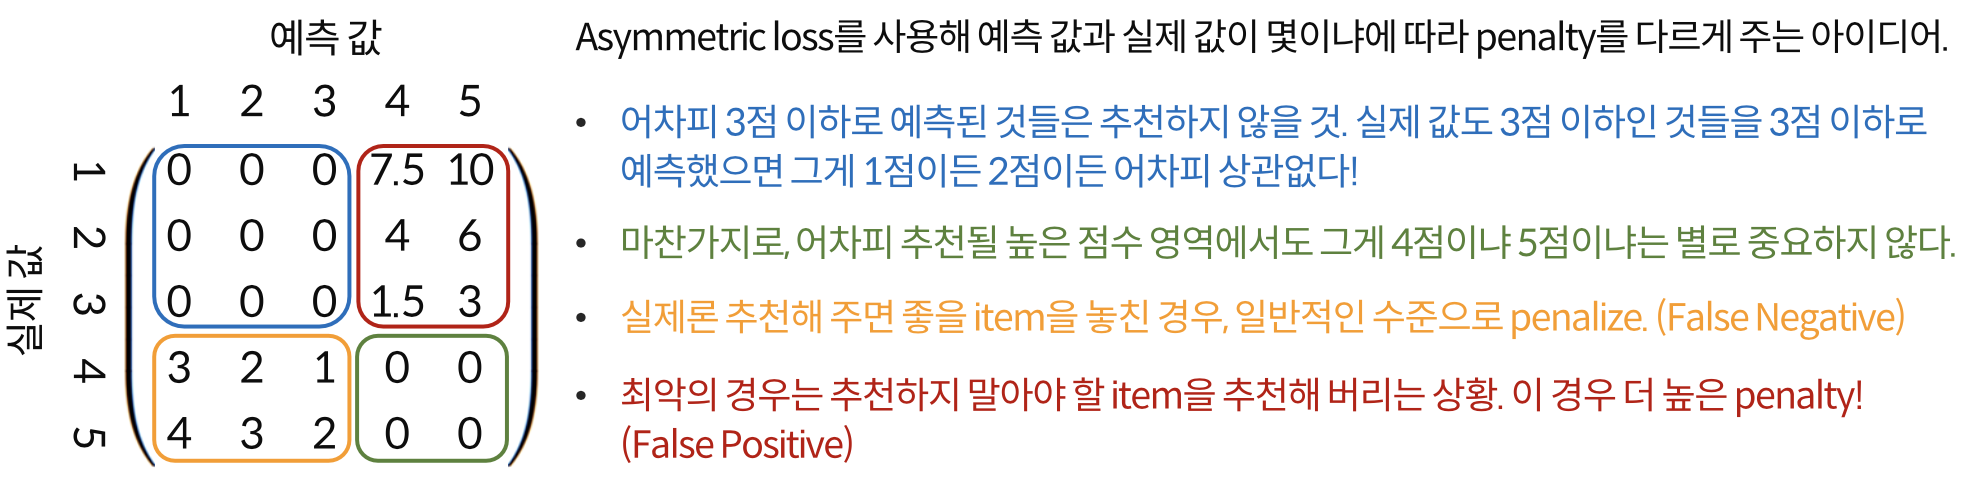 예측 값
1 2 3 4 5
실제 값
1 0 0 0 7.5 10
2 0 0 0 4 6
3 0 0 0 1.5 3
4 3 2 1 0 0
5 4 3 2 0 0
Asymmetric loss를 사용해 예측 값과 실제 값이 몇이냐에 따라 penalty를 다르게 주는 아이디어.
• 어차피 3점 이하로 예측된 것들은 추천하지 않을 것. 실제 값도 3점 이하인 것들을 3점 이하로
예측했으면 그게 1점이든 2점이든 어차피 상관없다!
• 마찬가지로, 어차피 추천될 높은 점수 영역에서도 그게 4점이냐 5점이냐는 별로 중요하지 않다.
• 실제론 추천해 주면 좋을 item을 놓친 경우, 일반적인 수준으로 penalize. (False Negative)
• 최악의 경우는 추천하지 말아야 할 item을 추천해 버리는 상황. 이 경우 더 높은 penalty!
(False Positive)